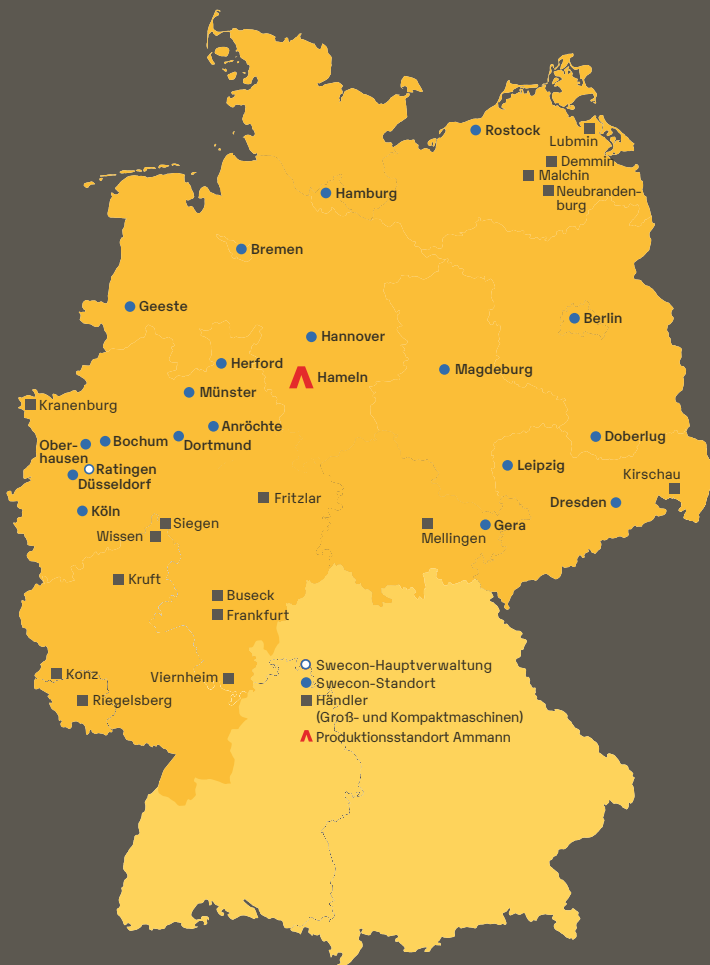 Rostock
Lubmin
Demmin
Malchin
Neubranden-
burg
Hamburg
Bremen
Geeste
Berlin
Hannover
Herford
Magdeburg
Hameln
Münster
Kranenburg
Anröchte
Doberlug
Bochum
Ober-
hausen
Dortmund
Leipzig
Ratingen
Kirschau
Düsseldorf
Fritzlar
Dresden
Köln
Siegen
Gera
Wissen
Mellingen
Kruft
Buseck
Frankfurt
Konz
Viernheim
Riegelsberg
Swecon-Hauptverwaltung
Swecon-Standort
Händler
(Groß- und Kompaktmaschinen)
Produktionsstandort Ammann